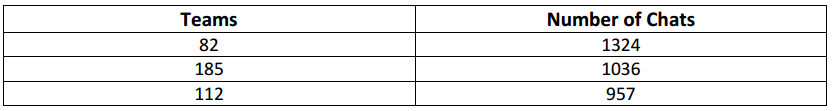 Teams Number of Chats
82 1324
185 1036
112 957